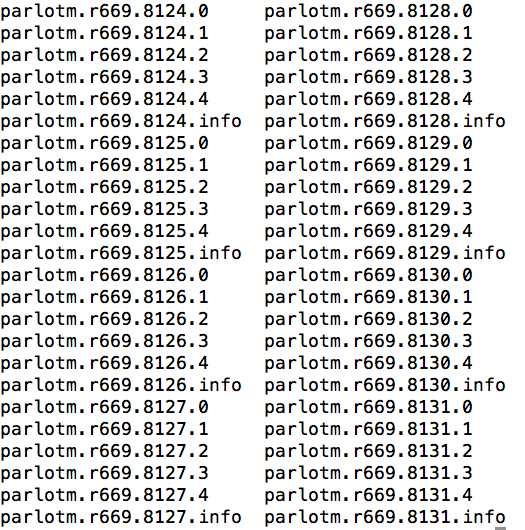 parlotm.r669.8124.0  parlotm.r669.8128.0
parlotm.r669.8124.1  parlotm.r669.8128.1
parlotm.r669.8124.2  parlotm.r669.8128.2
parlotm.r669.8124.3  parlotm.r669.8128.3
parlotm.r669.8124.4  parlotm.r669.8128.4
parlotm.r669.8124.info  parlotm.r669.8128.info
parlotm.r669.8125.0  parlotm.r669.8129.0
parlotm.r669.8125.1  parlotm.r669.8129.1
parlotm.r669.8125.2  parlotm.r669.8129.2
parlotm.r669.8125.3  parlotm.r669.8129.3
parlotm.r669.8125.4  parlotm.r669.8129.4
parlotm.r669.8125.info  parlotm.r669.8129.info
parlotm.r669.8126.0  parlotm.r669.8130.0
parlotm.r669.8126.1  parlotm.r669.8130.1
parlotm.r669.8126.2  parlotm.r669.8130.2
parlotm.r669.8126.3  parlotm.r669.8130.3
parlotm.r669.8126.4  parlotm.r669.8130.4
parlotm.r669.8126.info  parlotm.r669.8130.info
parlotm.r669.8127.0  parlotm.r669.8131.0
parlotm.r669.8127.1  parlotm.r669.8131.1
parlotm.r669.8127.2  parlotm.r669.8131.2
parlotm.r669.8127.3  parlotm.r669.8131.3
parlotm.r669.8127.4  parlotm.r669.8131.4
parlotm.r669.8127.info  parlotm.r669.8131.info